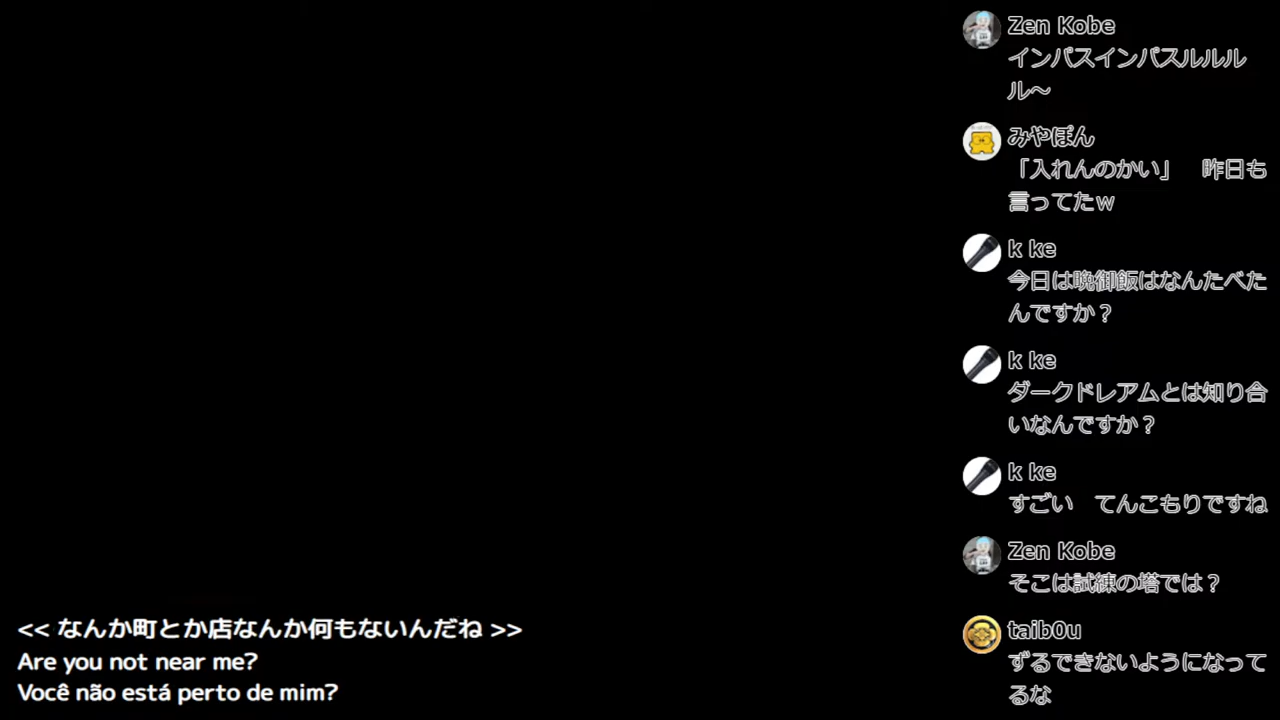 Zen Kobe
インパスインパスルルル
ル～
みやぽん
「入れんのかい」　昨日も
言ってたｗ
k ke
今日は晩御飯はなんたべた
んですか？
k ke
ダークドレアムとは知り合
いなんですか？
k ke
すごい　てんこもりですね
Zen Kobe
そこは試練の塔では？
taib0u
ずるできないようになって
るな
<< なんか町とか店なんか何もないんだね >>
Are you not near me?
Você não está perto de mim?